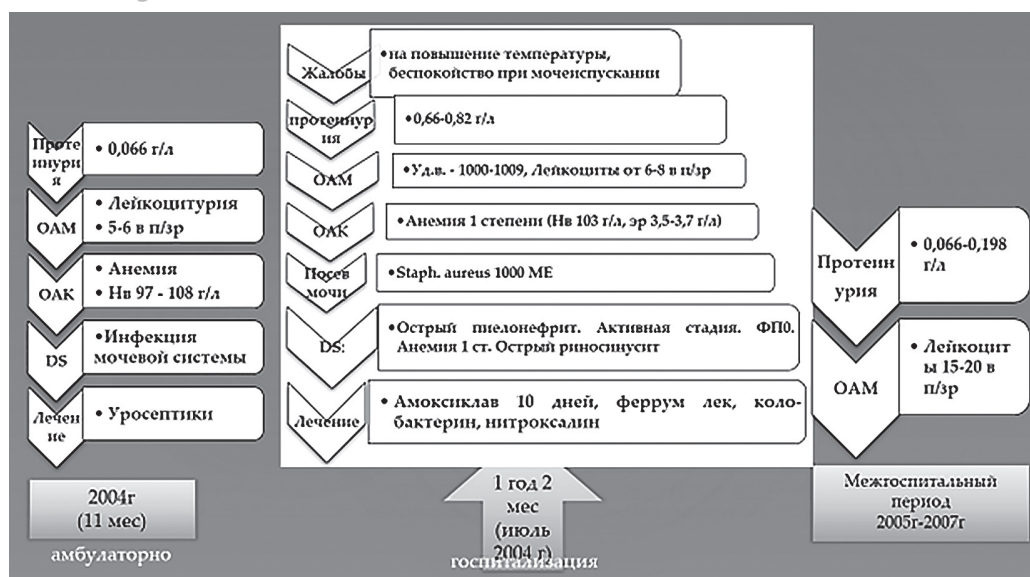 Проте
инури
я
• 0,066 г/л
ОАМ
• Лейкоцитурия
• 5-6 в п/зр
ОАК
• Анемия
• Нв 97 - 108 г/л
DS
•Инфекция
мочевой системы
Лечен
ие
• Уросептики
2004г
(11 мес)
амбулаторно
Жалобы
•на повышение температуры,
беспокойство при мочеиспускании
протеинур
ия
•0,66-0,82 г/л
ОАМ
•Уд.в. - 1000-1009, Лейкоциты от 6-8 в п/зр
ОАК
•Анемия 1 степени (Нв 103 г/л, эр 3,5-3,7 г/л)
Посев
мочи
•Staph. aureus 1000 МЕ
DS:
•Острый пиелонефрит. Активная стадия. ФП0.
Анемия 1 ст. Острый риносинусит
Лечение
• Амоксиклав 10 дней, феррум лек, коло-
бактерин, нитроксалин
1 год 2
мес
(июль
2004 г)
госпитализация
Протеин
урия
• 0,066-0,198
г/л
ОАМ
• Лейкоцит
ы 15-20 в
п/зр
Межгоспитальный
период
2005г-2007г